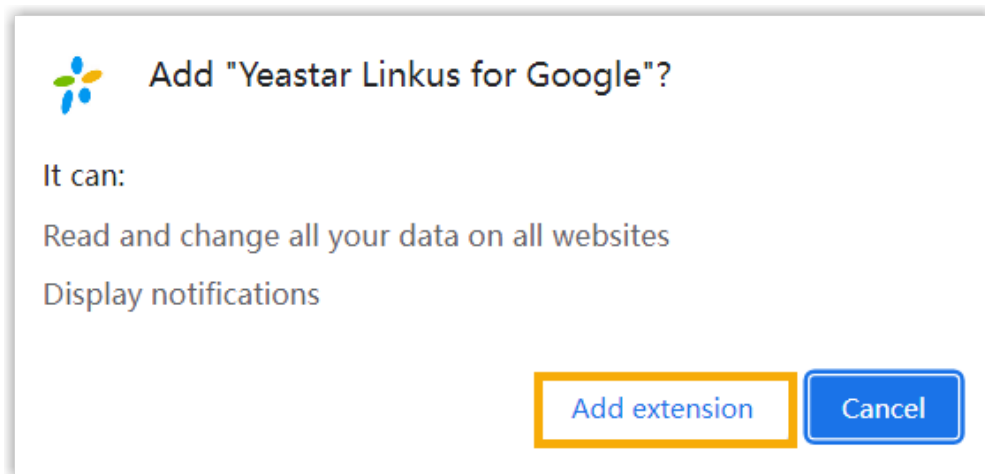 Add "Yeastar Linkus for Google"?
It can:
Read and change all your data on all websites
Display notifications
Add extension
Cancel